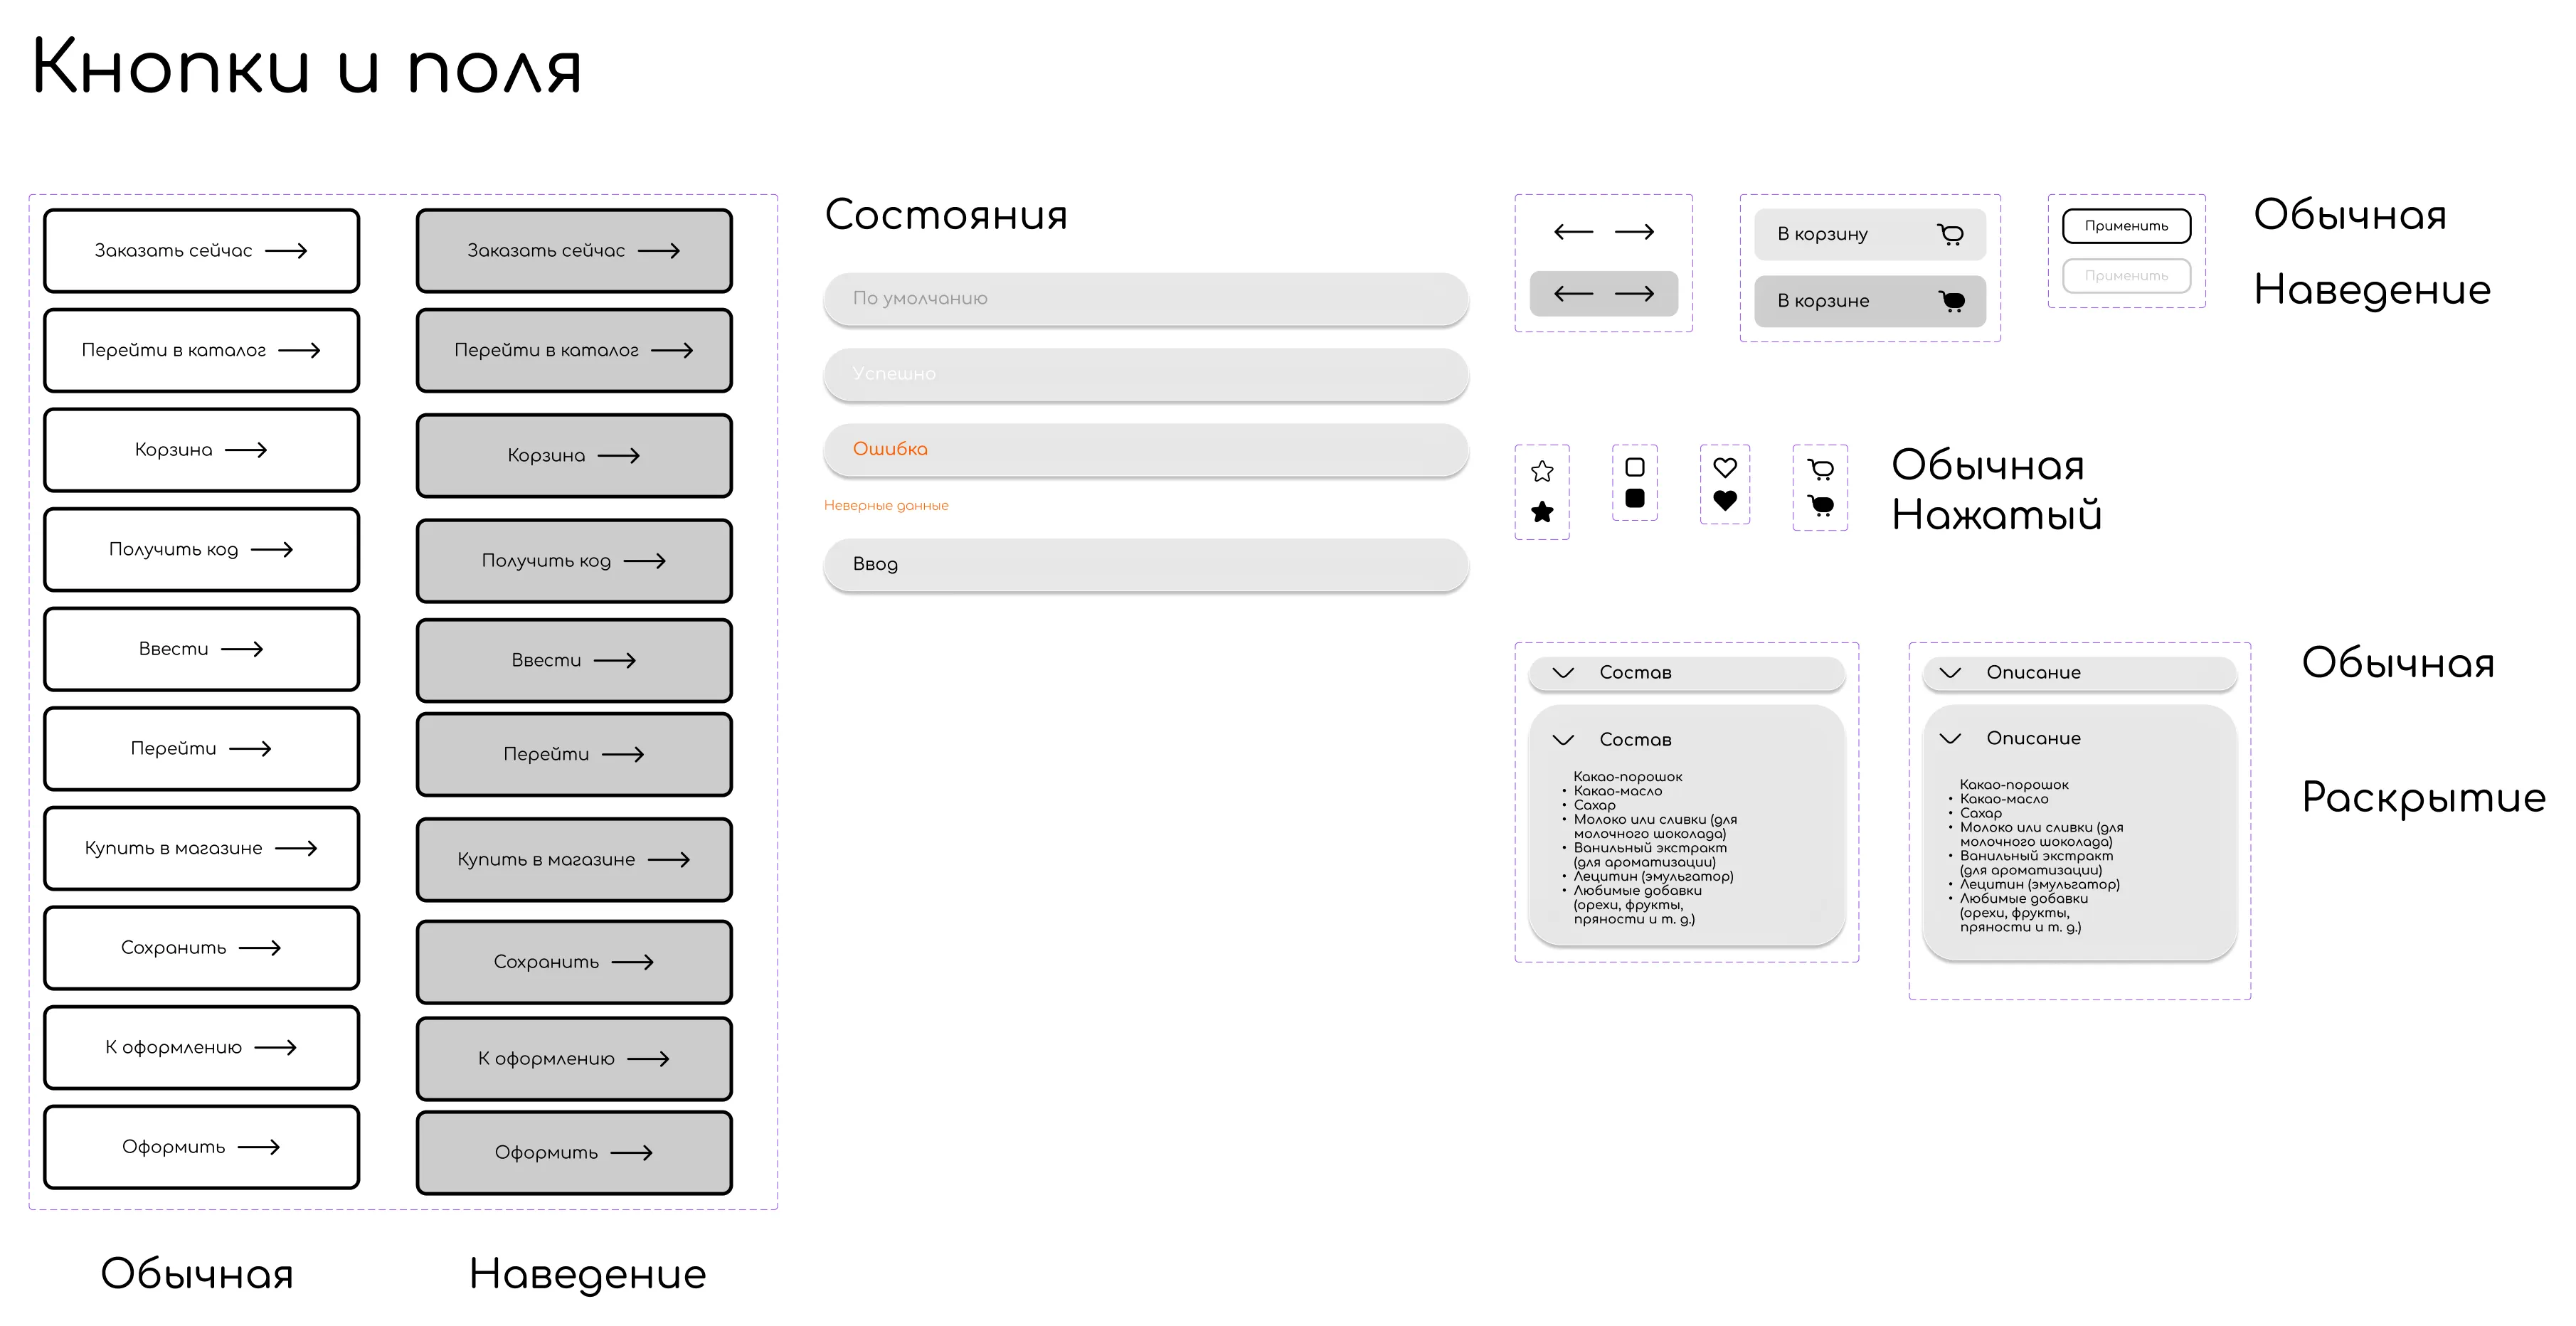 Кнопки и поля
Заказать сейчас
Перейти в каталог
Корзина
Получить код
Ввести
Перейти
Купить в магазине
Сохранить
К оформлению
Оформить
Обычная
Заказать сейчас
Перейти в каталог
Корзина
Получить код
Ввести
Перейти
Купить в магазине
Сохранить
К оформлению
Оформить
Наведение
Состояния
По умолчанию
Успешно
Ошибка
Неверные данные
Ввод
В корзину
В корзине
Применить
Применить
Обычная
Наведение
Обычная
Нажатый
Состав
Состав
Какао-порошок
• Какао-масло
• Сахар
• Молоко или сливки (для
молочного шоколада)
• Ванильный экстракт
(для ароматизации)
• Лецитин (эмульгатор)
• Любимые добавки
(орехи, фрукты,
пряности и т. д.)
Описание
Описание
Какао-порошок
• Какао-масло
• Сахар
• Молоко или сливки (для
молочного шоколада)
• Ванильный экстракт
(для ароматизации)
• Лецитин (эмульгатор)
• Любимые добавки
(орехи, фрукты,
пряности и т. д.)
Обычная
Раскрытие